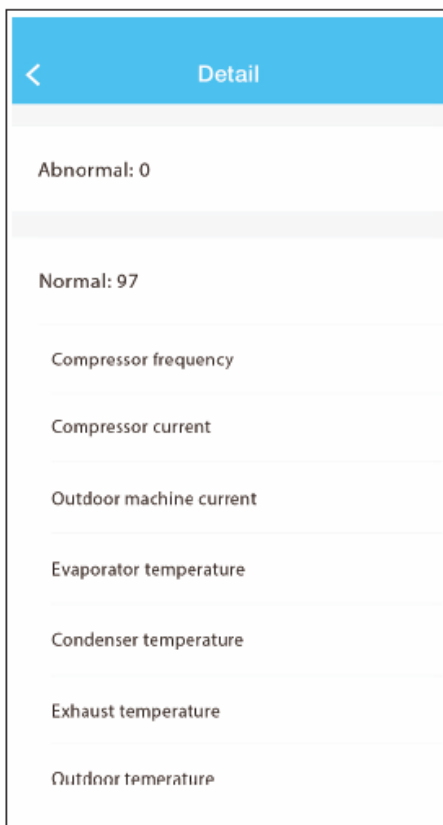 Detail
Abnormal: 0
Normal: 97
Compressor frequency
Compressor current
Outdoor machine current
Evaporator temperature
Condenser temperature
Exhaust temperature
Outdoor temerature